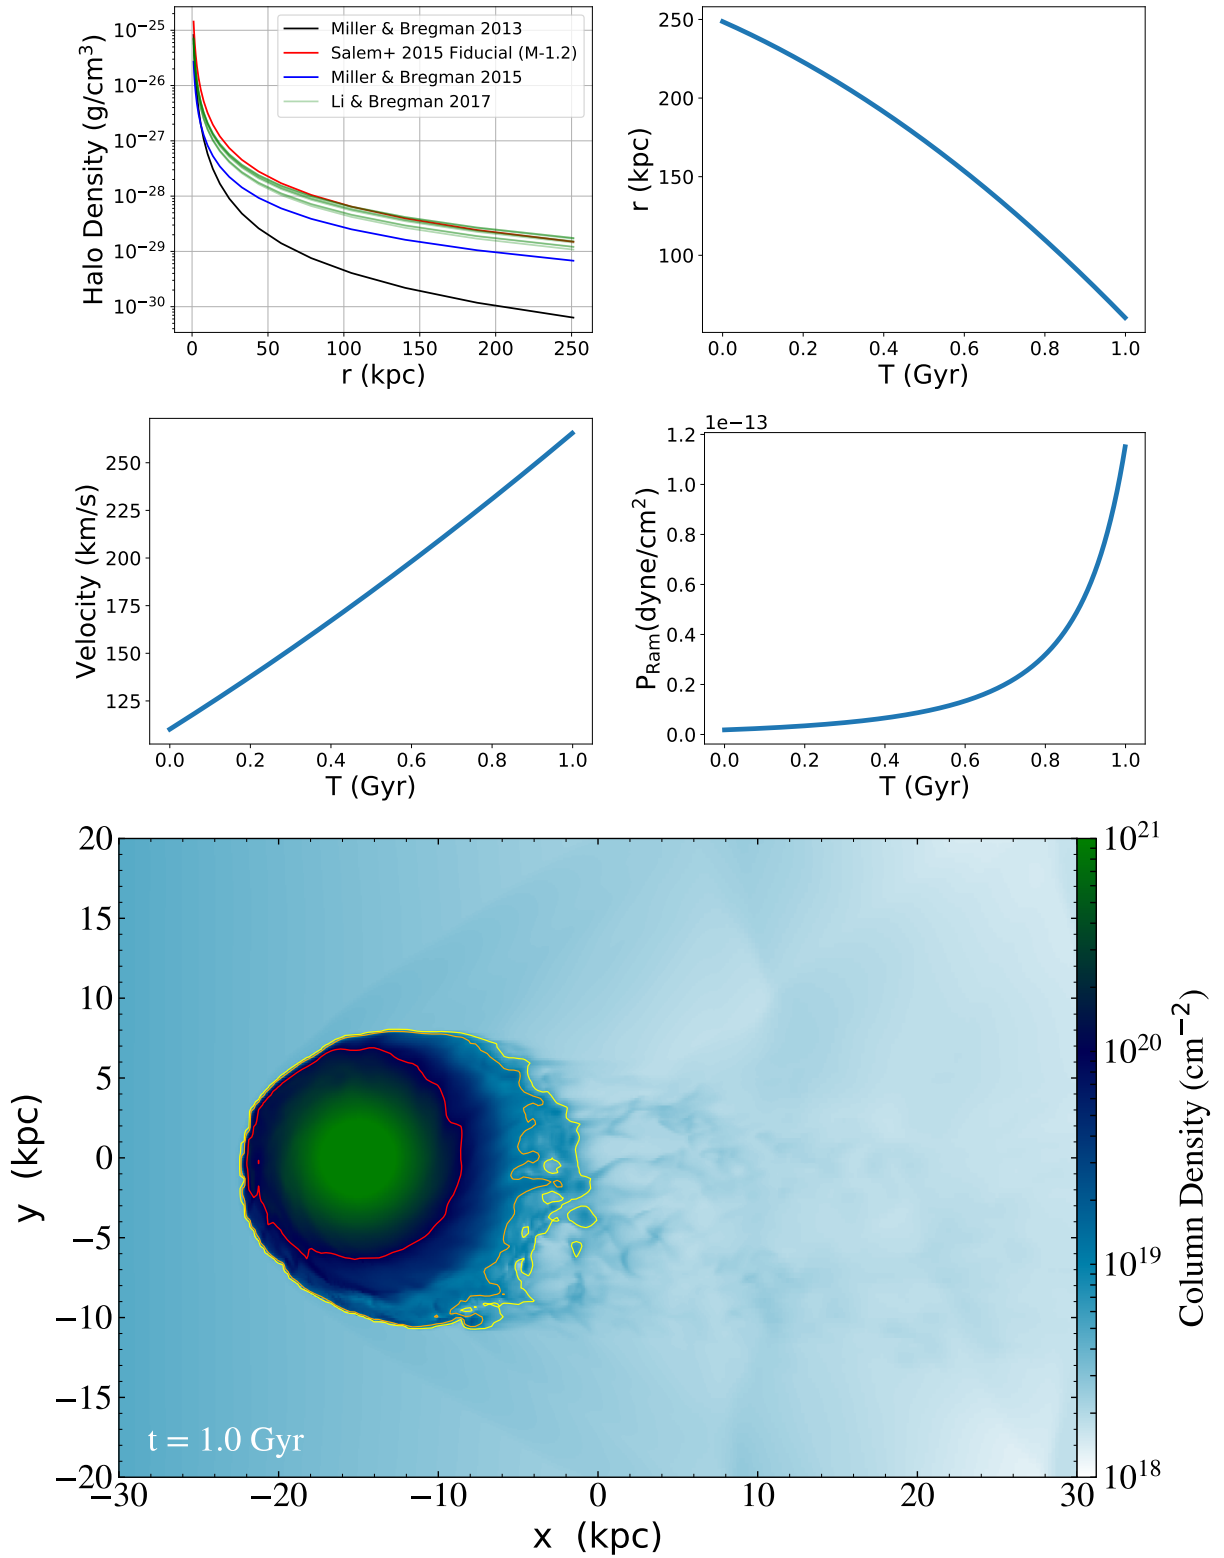 Halo Density (g/cm³)
10⁻²⁵
10⁻²⁶
10⁻²⁷
10⁻²⁸
10⁻²⁹
10⁻³⁰
Miller & Bregman 2013
Salem+ 2015 Fiducial (M-1.2)
Miller & Bregman 2015
Li & Bregman 2017
0 50 100 150 200 250
r (kpc)
r (kpc)
250
200
150
100
0.0 0.2 0.4 0.6 0.8 1.0
T (Gyr)
Velocity (km/s)
250
225
200
175
150
125
0.0 0.2 0.4 0.6 0.8 1.0
T (Gyr)
1e−13
P_Ram(dyne/cm²)
1.2
1.0
0.8
0.6
0.4
0.2
0.0
0.0 0.2 0.4 0.6 0.8 1.0
T (Gyr)
y (kpc)
20
15
10
5
0
−5
−10
−15
−20
t = 1.0 Gyr
−30 −20 −10 0 10 20 30
x (kpc)
10²¹
10²⁰
10¹⁹
10¹⁸
Column Density (cm⁻²)